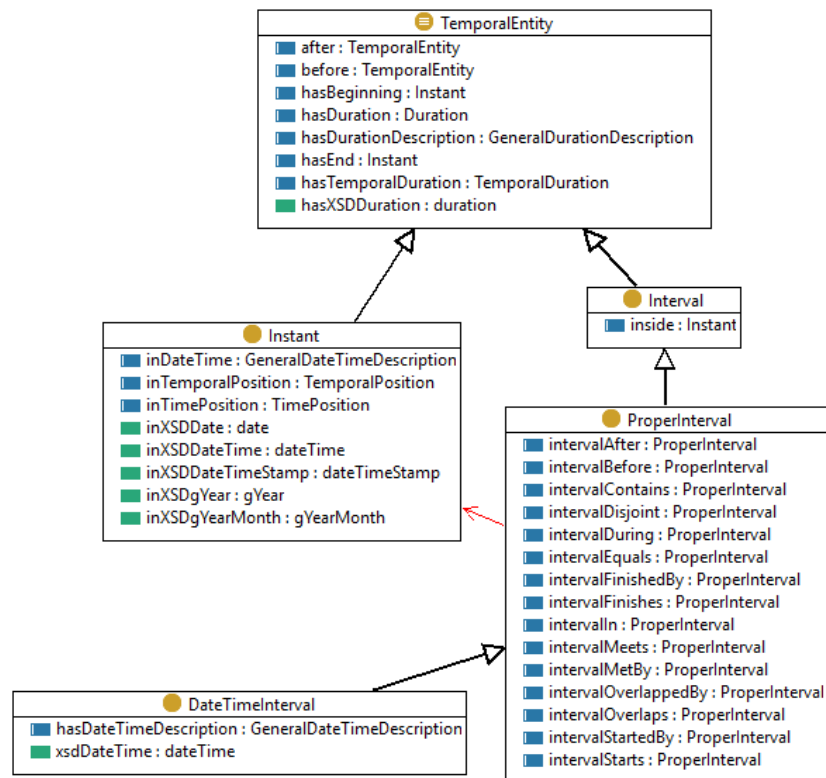 TemporalEntity
after : TemporalEntity
before : TemporalEntity
hasBeginning : Instant
hasDuration : Duration
hasDurationDescription : GeneralDurationDescription
hasEnd : Instant
hasTemporalDuration : TemporalDuration
hasXSDDuration : duration
Interval
inside : Instant
Instant
inDateTime : GeneralDateTimeDescription
inTemporalPosition : TemporalPosition
inTimePosition : TimePosition
inXSDDate : date
inXSDDateTime : dateTime
inXSDDateTimeStamp : dateTimeStamp
inXSDgYear : gYear
inXSDgYearMonth : gYearMonth
ProperInterval
intervalAfter : ProperInterval
intervalBefore : ProperInterval
intervalContains : ProperInterval
intervalDisjoint : ProperInterval
intervalDuring : ProperInterval
intervalEquals : ProperInterval
intervalFinishedBy : ProperInterval
intervalFinishes : ProperInterval
intervalIn : ProperInterval
intervalMeets : ProperInterval
intervalMetBy : ProperInterval
intervalOverlappedBy : ProperInterval
intervalOverlaps : ProperInterval
intervalStartedBy : ProperInterval
intervalStarts : ProperInterval
DateTimeInterval
hasDateTimeDescription : GeneralDateTimeDescription
xsdDateTime : dateTime